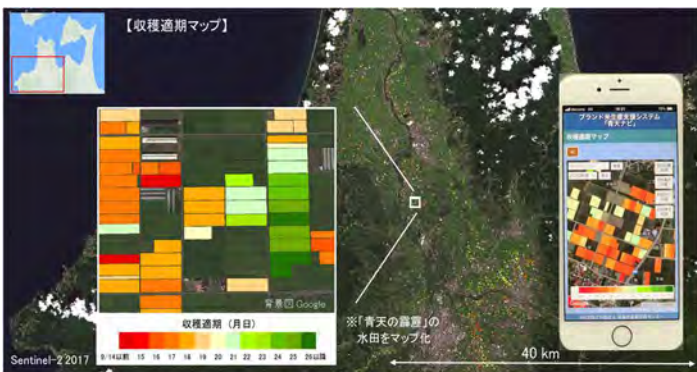 【収穫適期マップ】
ブランド米生産支援システム
「青天ナビ」
収穫適期マップ
背景図 Google
収穫適期（月日）
9/14以前 15 16 17 18 19 20 21 22 23 24 25 26以降
※「青天の霹靂」の
水田をマップ化
Sentinel-2 2017
40 km